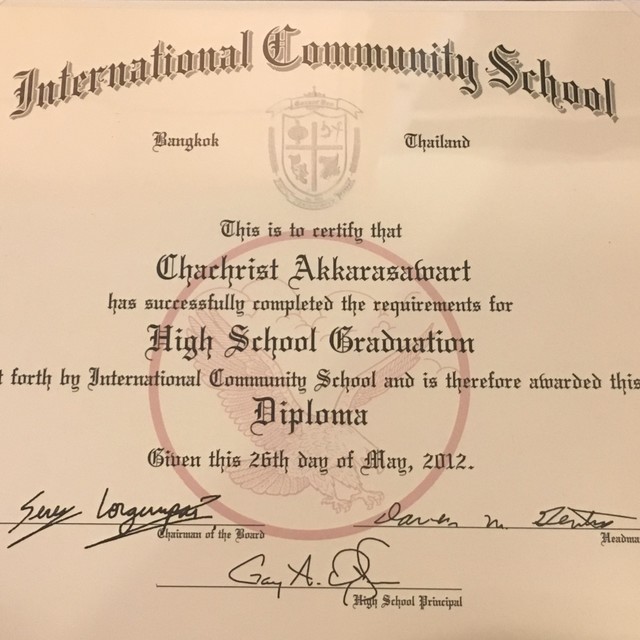 International Community School
Bangkok Thailand
This is to certify that
Chachrist Akkarasawart
has successfully completed the requirements for
High School Graduation
t forth by International Community School and is therefore awarded this
Diploma
Given this 26th day of May, 2012.
Chairman of the Board
Headma
Gary A.
High School Principal